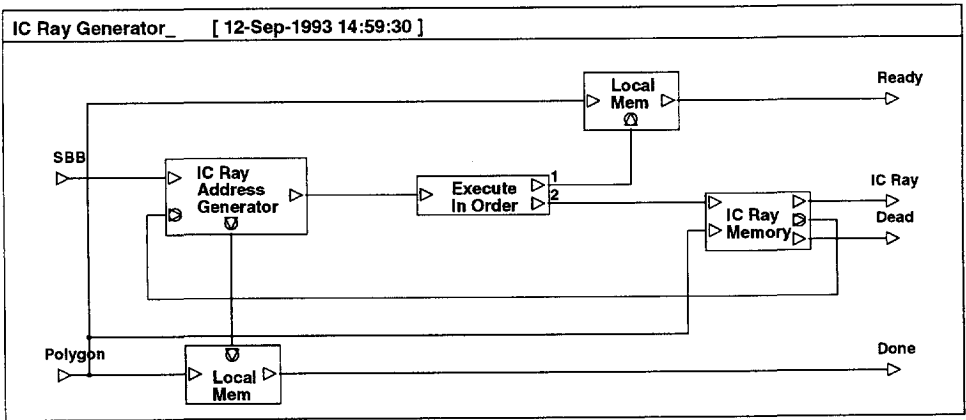 IC Ray Generator_ [ 12-Sep-1993 14:59:30 ]
Ready
Local
Mem
SBB
IC Ray
Address
Generator
1
2
Execute
In Order
IC Ray
Dead
IC Ray
Memory
Polygon
Done
Local
Mem